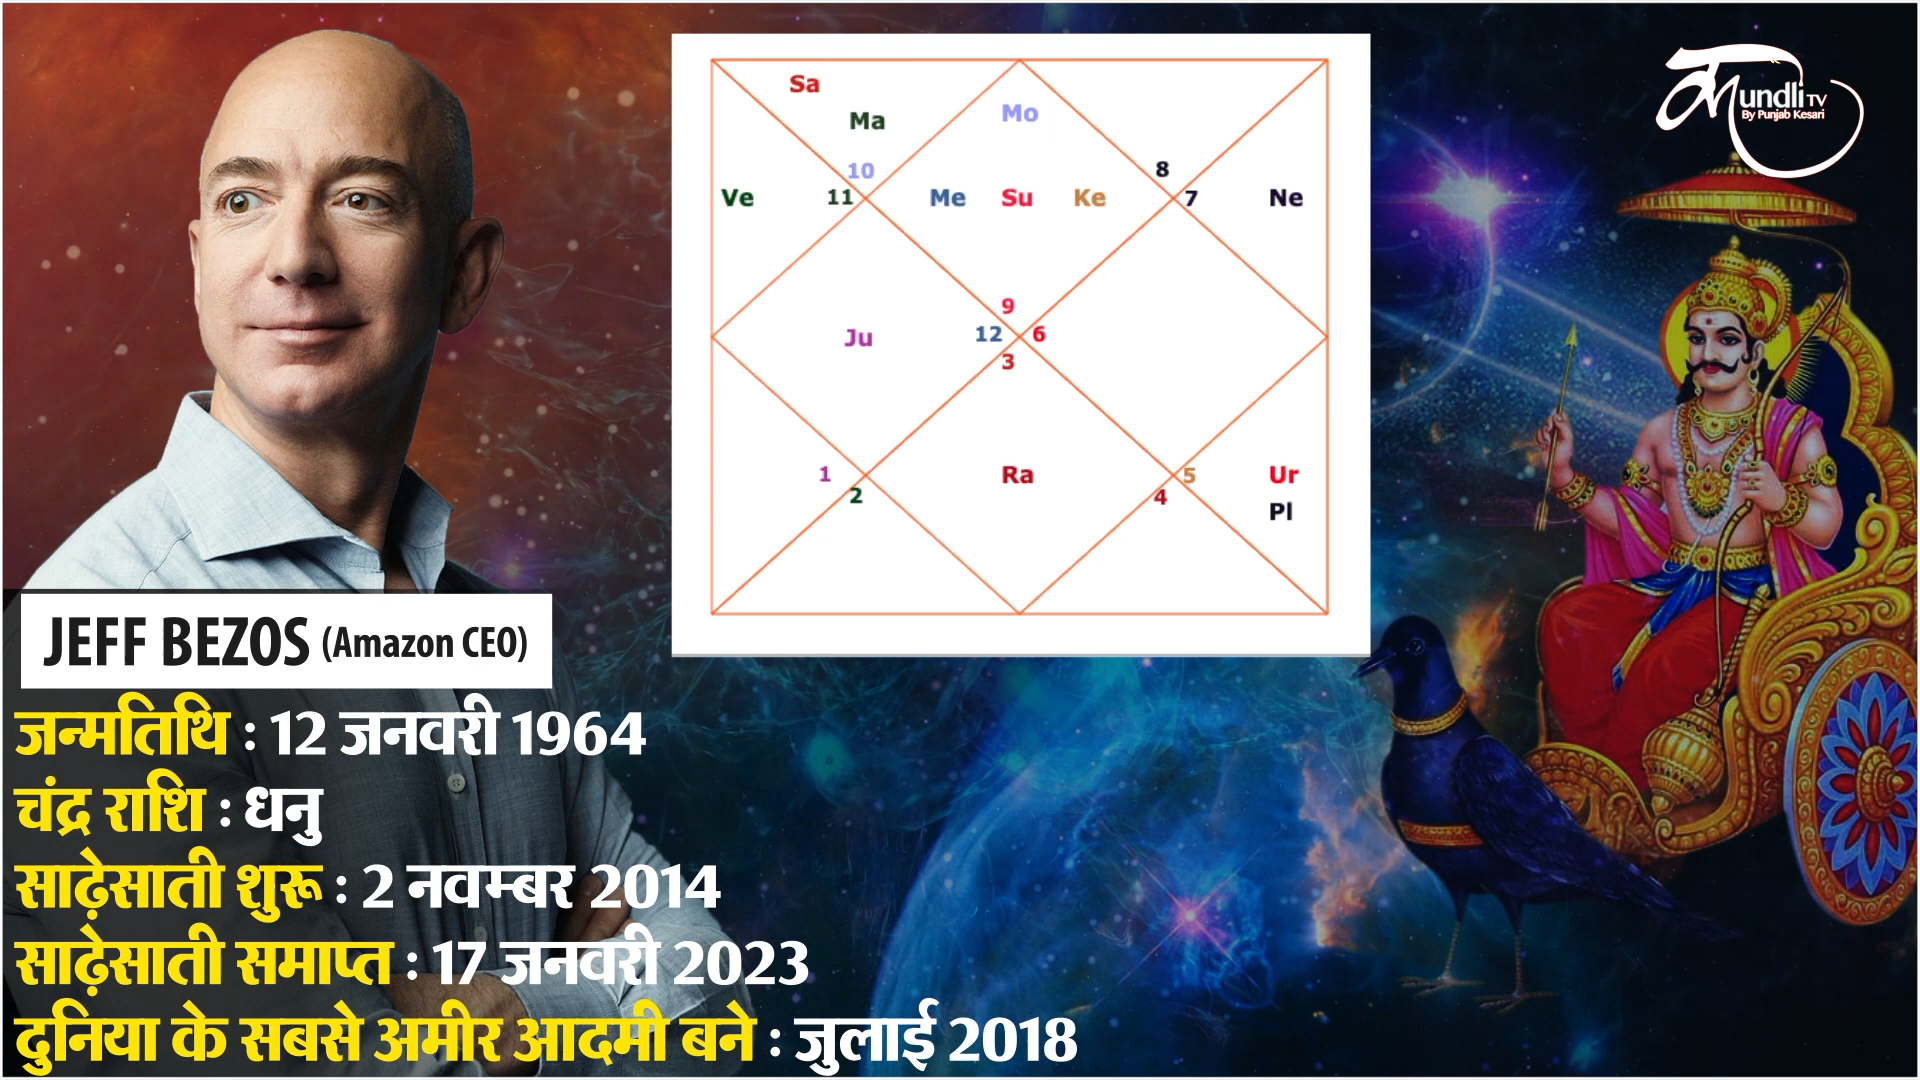 Kundli TV
By Punjab Kesari
Sa
Ma
Mo
10
8
Ve 11 Me Su Ke 7 Ne
9
Ju 12 6
3
1 Ra 5 Ur
2 4
Pl
JEFF BEZOS (Amazon CEO)
जन्मतिथि : 12 जनवरी 1964
चंद्र राशि : धनु
साढ़ेसाती शुरू : 2 नवम्बर 2014
साढ़ेसाती समाप्त : 17 जनवरी 2023
दुनिया के सबसे अमीर आदमी बने : जुलाई 2018